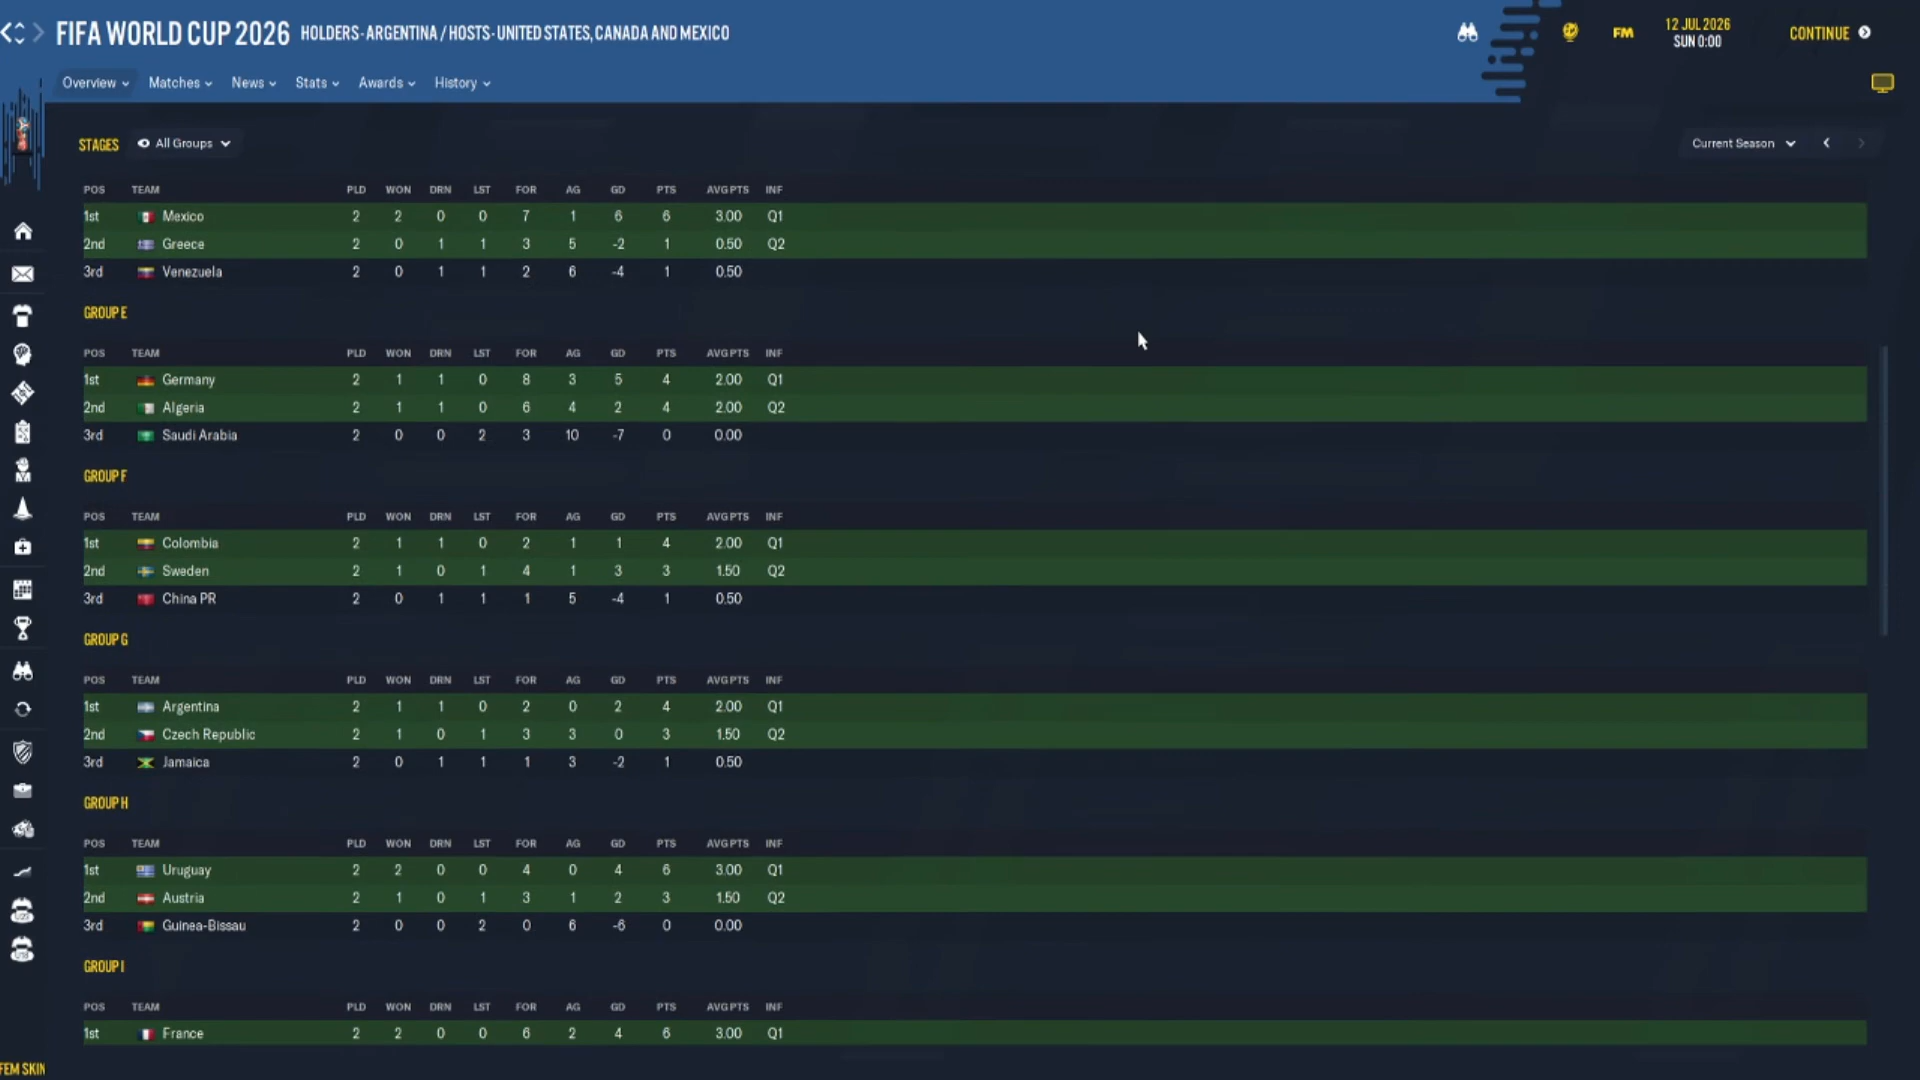 FIFA WORLD CUP 2026 HOLDERS - ARGENTINA / HOSTS - UNITED STATES, CANADA AND MEXICO
FM 12 JUL 2026
SUN 0:00
CONTINUE
Overview Matches News Stats Awards History
STAGES All Groups Current Season
POS TEAM PLD WON DRN LST FOR AG GD PTS AVG PTS INF
1st Mexico 2 2 0 0 7 1 6 6 3.00 Q1
2nd Greece 2 0 1 1 3 5 -2 1 0.50 Q2
3rd Venezuela 2 0 1 1 2 6 -4 1 0.50
GROUP E
POS TEAM PLD WON DRN LST FOR AG GD PTS AVG PTS INF
1st Germany 2 1 1 0 8 3 5 4 2.00 Q1
2nd Algeria 2 1 1 0 6 4 2 4 2.00 Q2
3rd Saudi Arabia 2 0 0 2 3 10 -7 0 0.00
GROUP F
POS TEAM PLD WON DRN LST FOR AG GD PTS AVG PTS INF
1st Colombia 2 1 1 0 2 1 1 4 2.00 Q1
2nd Sweden 2 1 0 1 4 1 3 3 1.50 Q2
3rd China PR 2 0 1 1 1 5 -4 1 0.50
GROUP G
POS TEAM PLD WON DRN LST FOR AG GD PTS AVG PTS INF
1st Argentina 2 1 1 0 2 0 2 4 2.00 Q1
2nd Czech Republic 2 1 0 1 3 3 0 3 1.50 Q2
3rd Jamaica 2 0 1 1 1 3 -2 1 0.50
GROUP H
POS TEAM PLD WON DRN LST FOR AG GD PTS AVG PTS INF
1st Uruguay 2 2 0 0 4 0 4 6 3.00 Q1
2nd Austria 2 1 0 1 3 1 2 3 1.50 Q2
3rd Guinea-Bissau 2 0 0 2 0 6 -6 0 0.00
GROUP I
POS TEAM PLD WON DRN LST FOR AG GD PTS AVG PTS INF
1st France 2 2 0 0 6 2 4 6 3.00 Q1
FEM SKIN